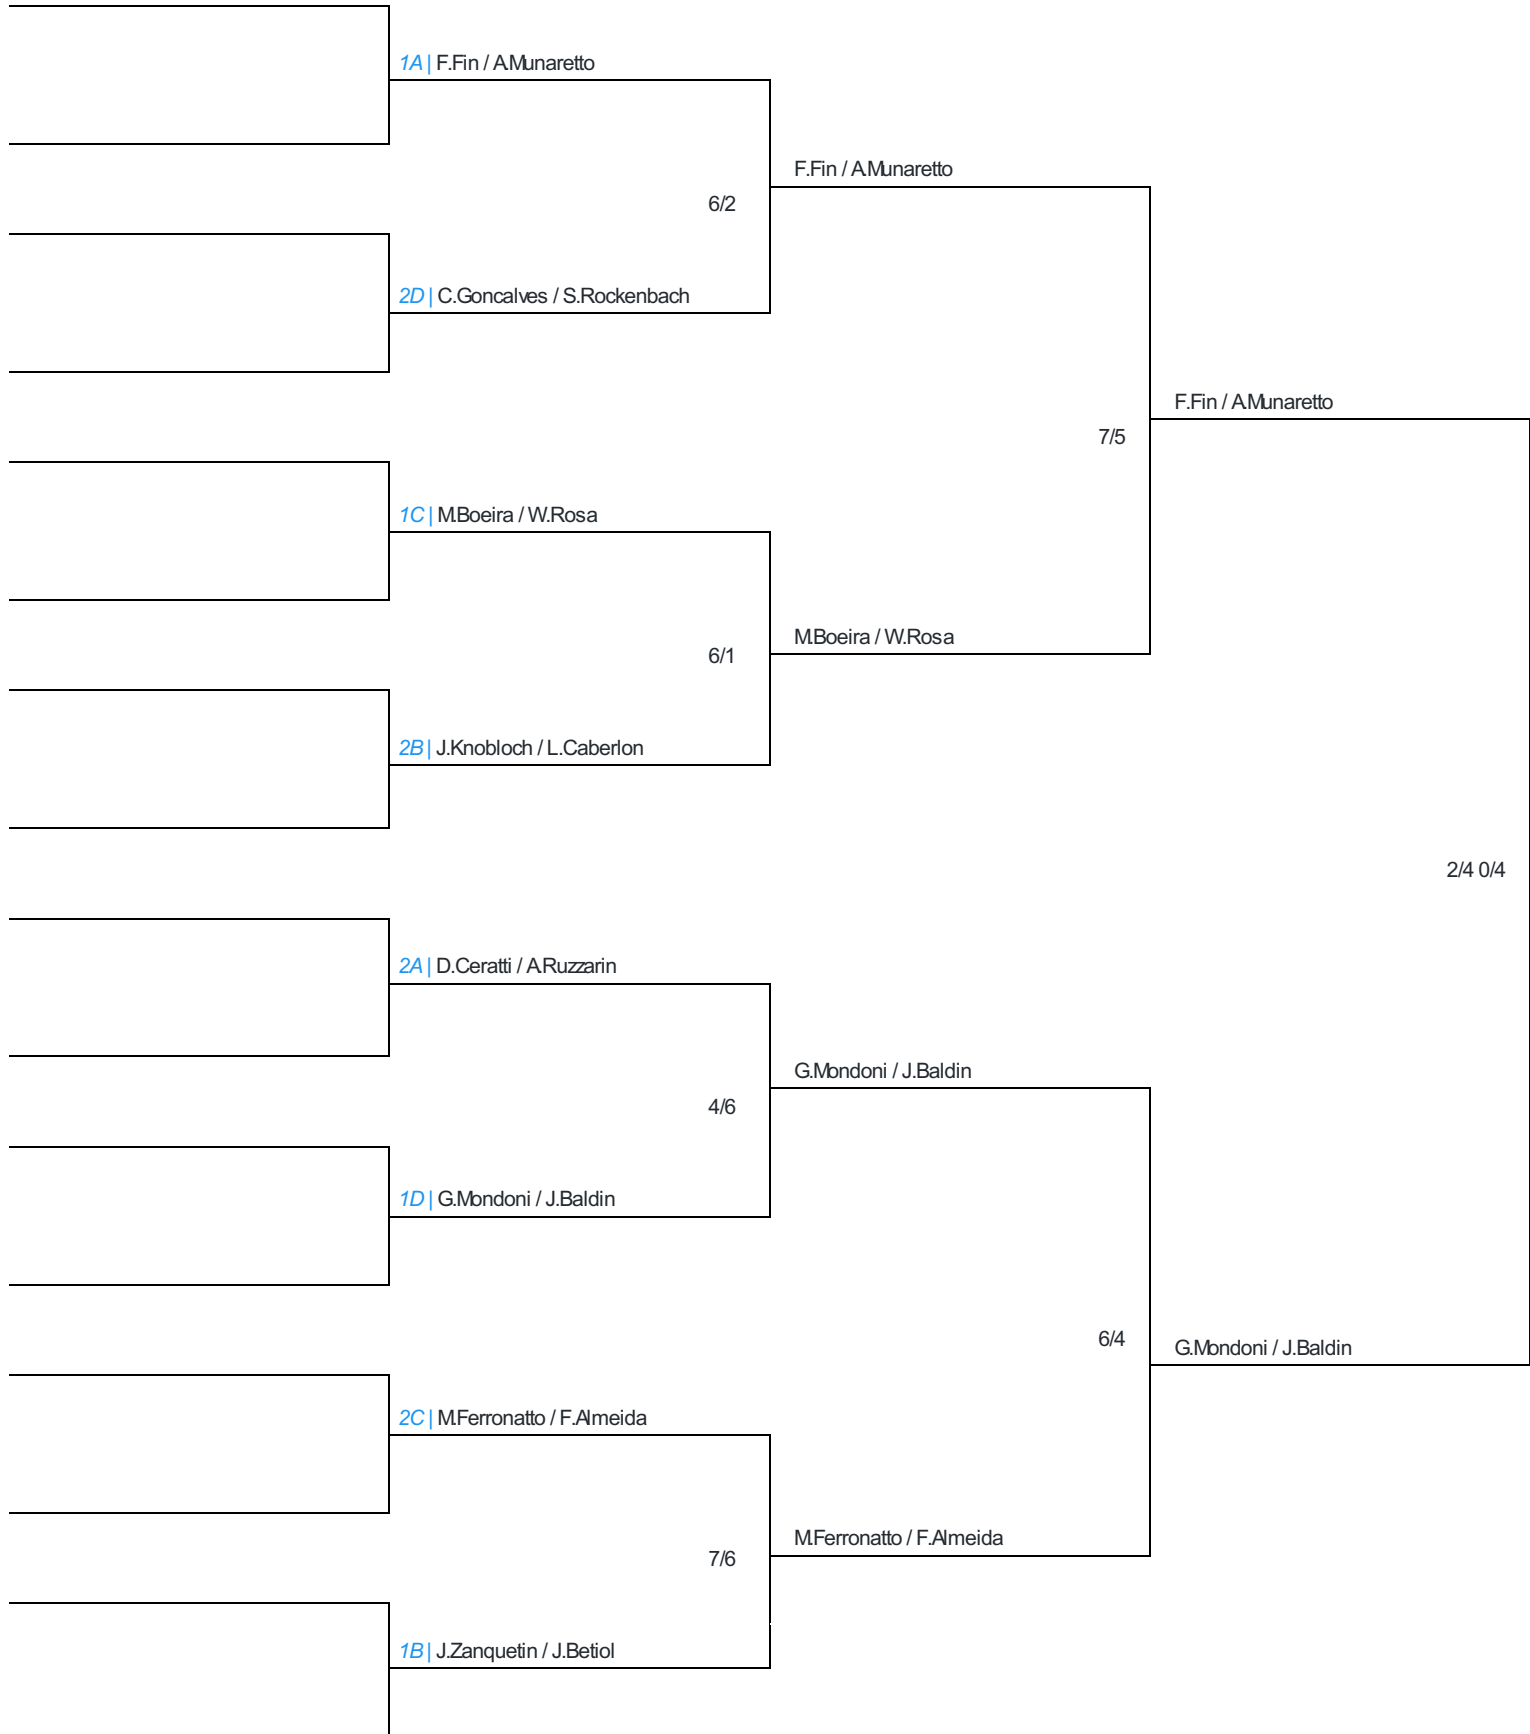 1A | F.Fin / A.Munaretto
F.Fin / A.Munaretto
6/2
2D | C.Goncalves / S.Rockenbach
F.Fin / A.Munaretto
7/5
1C | M.Boeira / W.Rosa
M.Boeira / W.Rosa
6/1
2B | J.Knobloch / L.Caberlon
2/4 0/4
2A | D.Ceratti / A.Ruzzarin
G.Mondoni / J.Baldin
4/6
1D | G.Mondoni / J.Baldin
6/4
G.Mondoni / J.Baldin
2C | M.Ferronatto / F.Almeida
M.Ferronatto / F.Almeida
7/6
1B | J.Zanquetin / J.Betiol